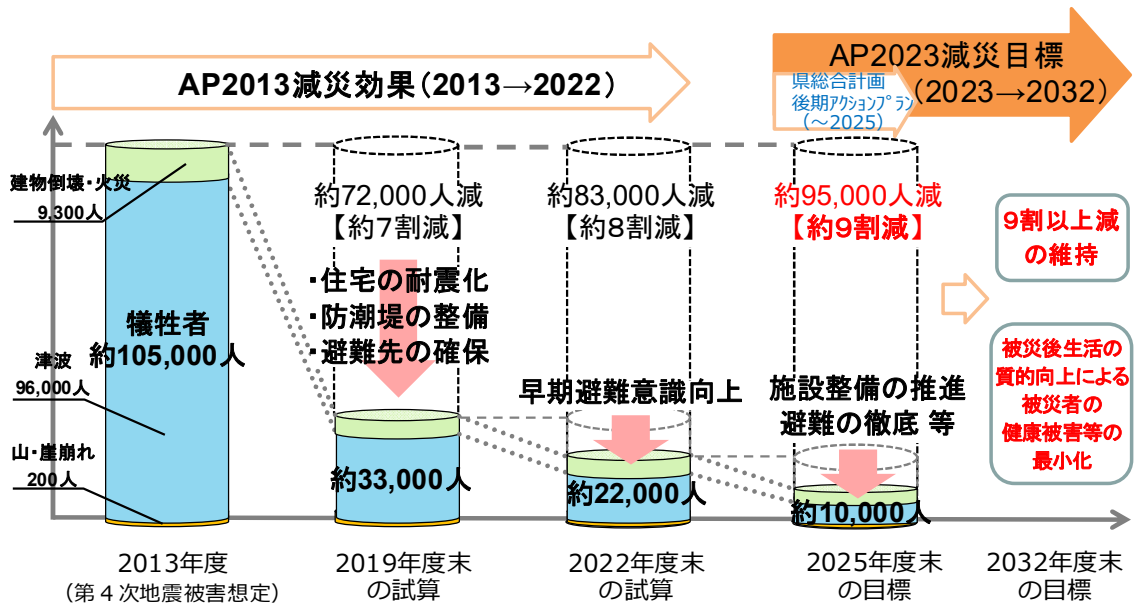 AP2013減災効果(2013→2022)
AP2023減災目標
(2023→2032)
県総合計画
後期ｱｸｼｮﾝﾌﾟﾗﾝ
(～2025)
建物倒壊・火災
9,300人
犠牲者
約105,000人
津波
96,000人
山・崖崩れ
200人
約72,000人減
【約7割減】
・住宅の耐震化
・防潮堤の整備
・避難先の確保
約33,000人
約83,000人減
【約8割減】
早期避難意識向上
約22,000人
約95,000人減
【約9割減】
施設整備の推進
避難の徹底 等
約10,000人
9割以上減
の維持
被災後生活の
質的向上による
被災者の
健康被害等の
最小化
2013年度
(第４次地震被害想定)
2019年度末
の試算
2022年度末
の試算
2025年度末
の目標
2032年度末
の目標